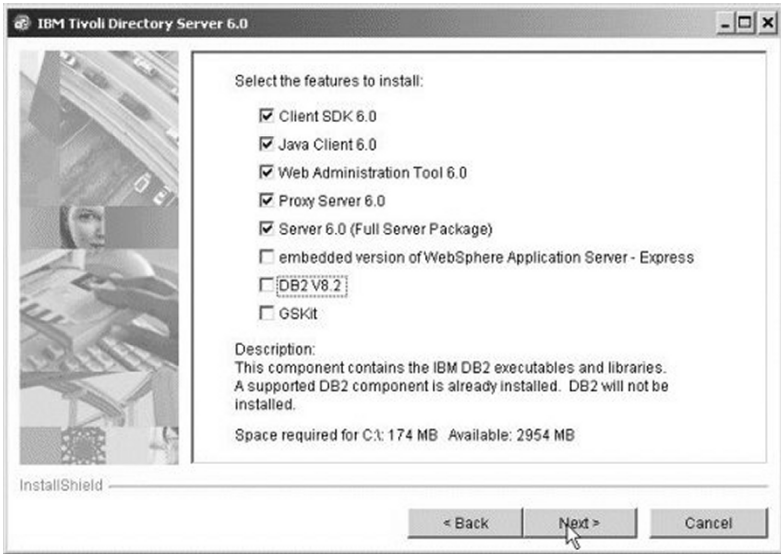 IBM Tivoli Directory Server 6.0
Select the features to install:
Client SDK 6.0
Java Client 6.0
Web Administration Tool 6.0
Proxy Server 6.0
Server 6.0 (Full Server Package)
embedded version of WebSphere Application Server - Express
DB2 V8.2
GSKit
Description:
This component contains the IBM DB2 executables and libraries.
A supported DB2 component is already installed. DB2 will not be
installed.
Space required for C:\: 174 MB Available: 2954 MB
InstallShield
< Back
Next >
Cancel